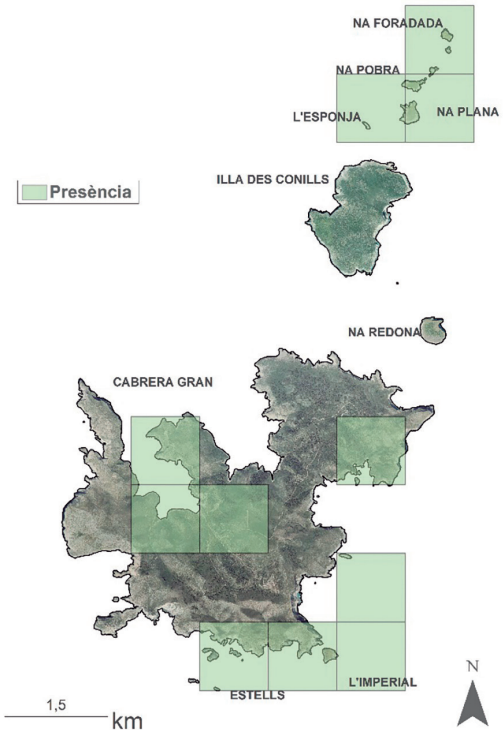 NA FORADADA
NA POBRA
L'ESPONJA
NA PLANA
ILLA DES CONILLS
Presència
NA REDONA
CABRERA GRAN
L'IMPERIAL
ESTELLS
N
1,5
km